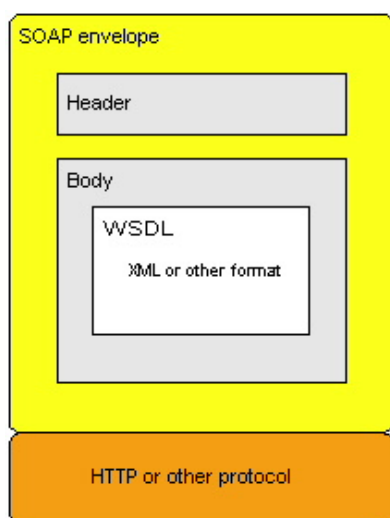 SOAP envelope
Header
Body
WSDL
XML or other format
HTTP or other protocol